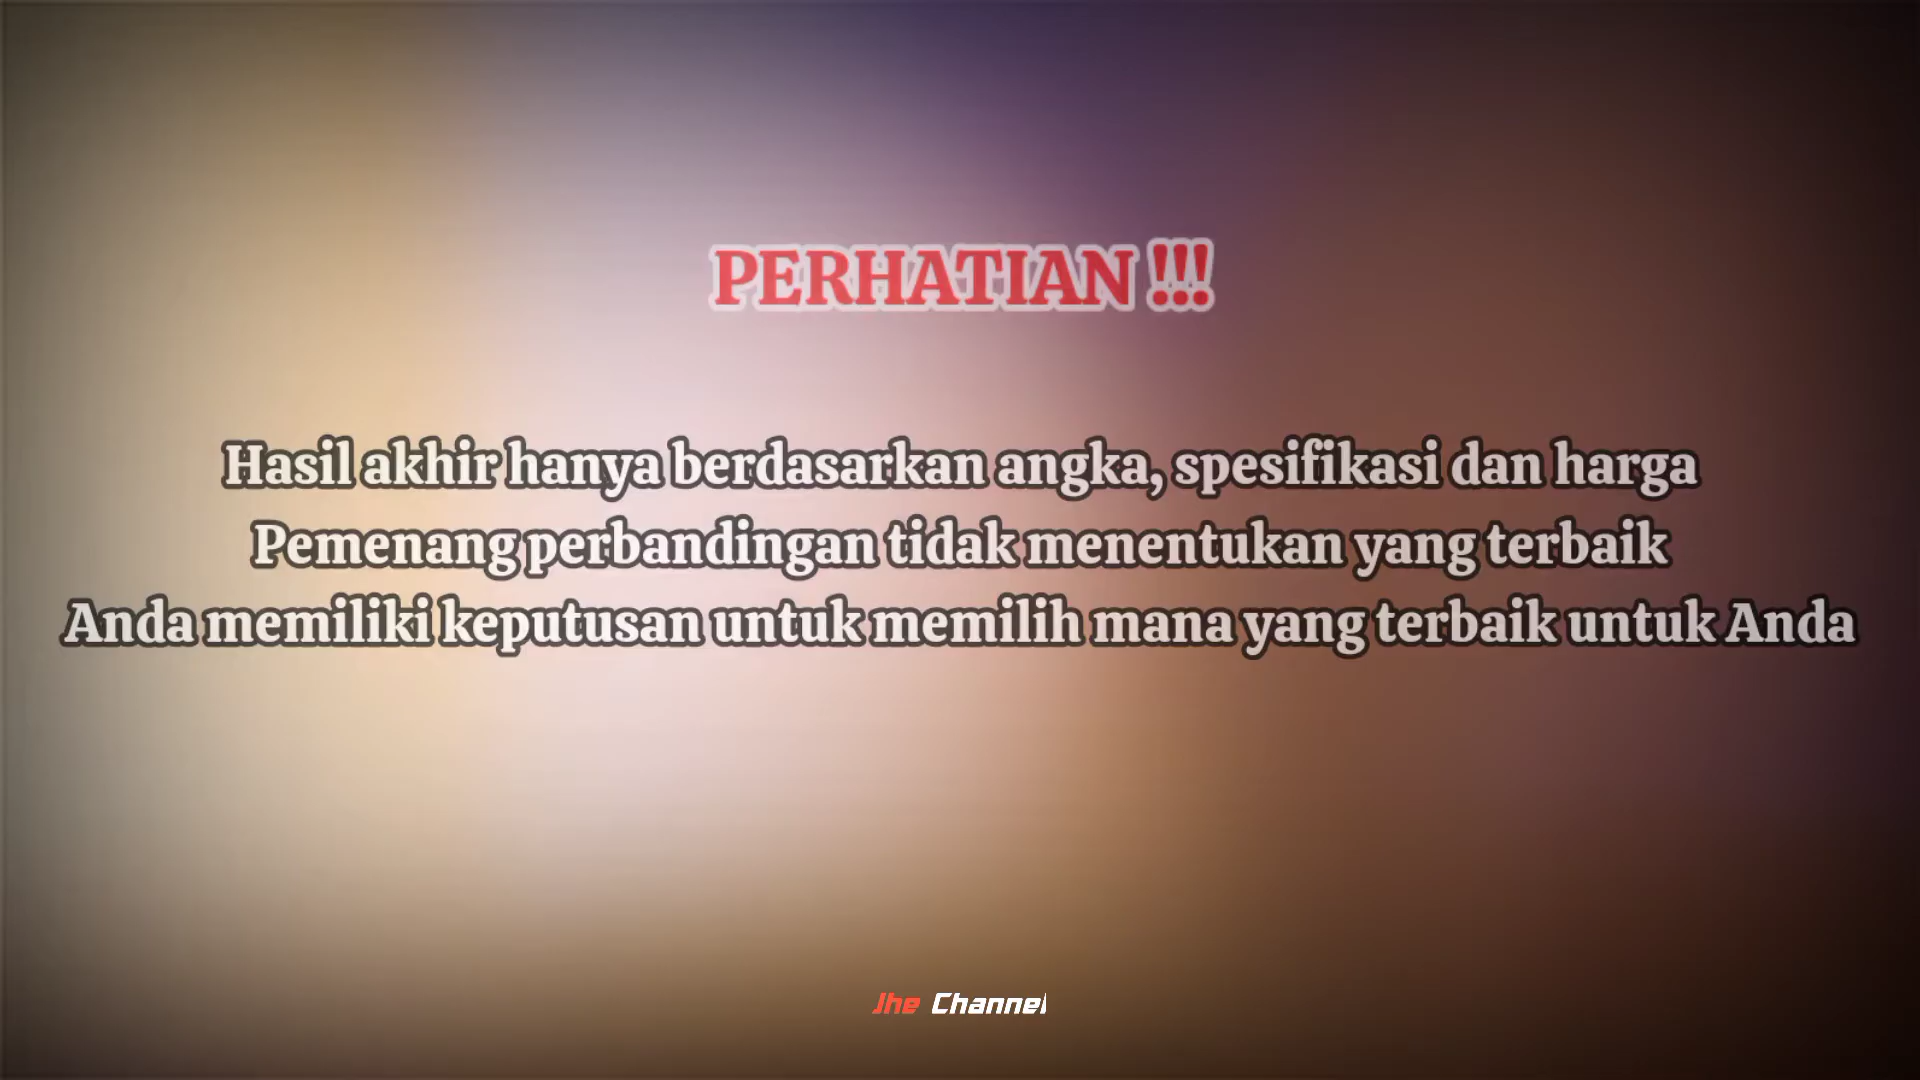 PERHATIAN !!!
Hasil akhir hanya berdasarkan angka, spesifikasi dan harga
Pemenang perbandingan tidak menentukan yang terbaik
Anda memiliki keputusan untuk memilih mana yang terbaik untuk Anda
Jhe Channel